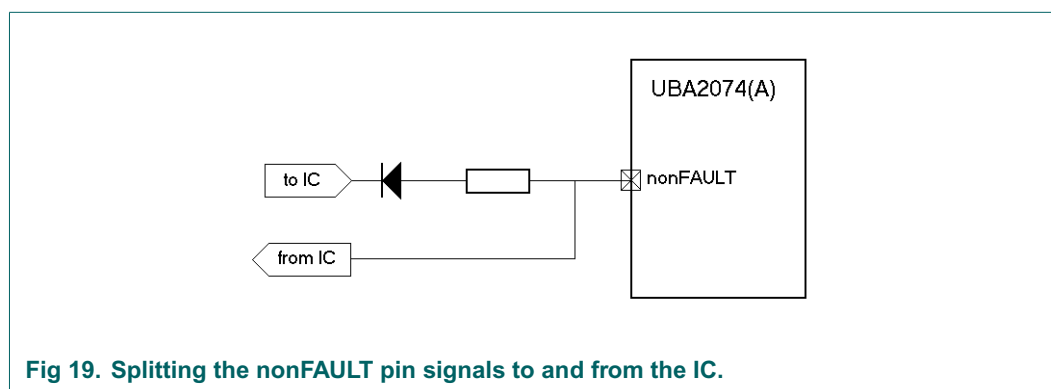 UBA2074(A)
to IC
nonFAULT
from IC
Fig 19. Splitting the nonFAULT pin signals to and from the IC.